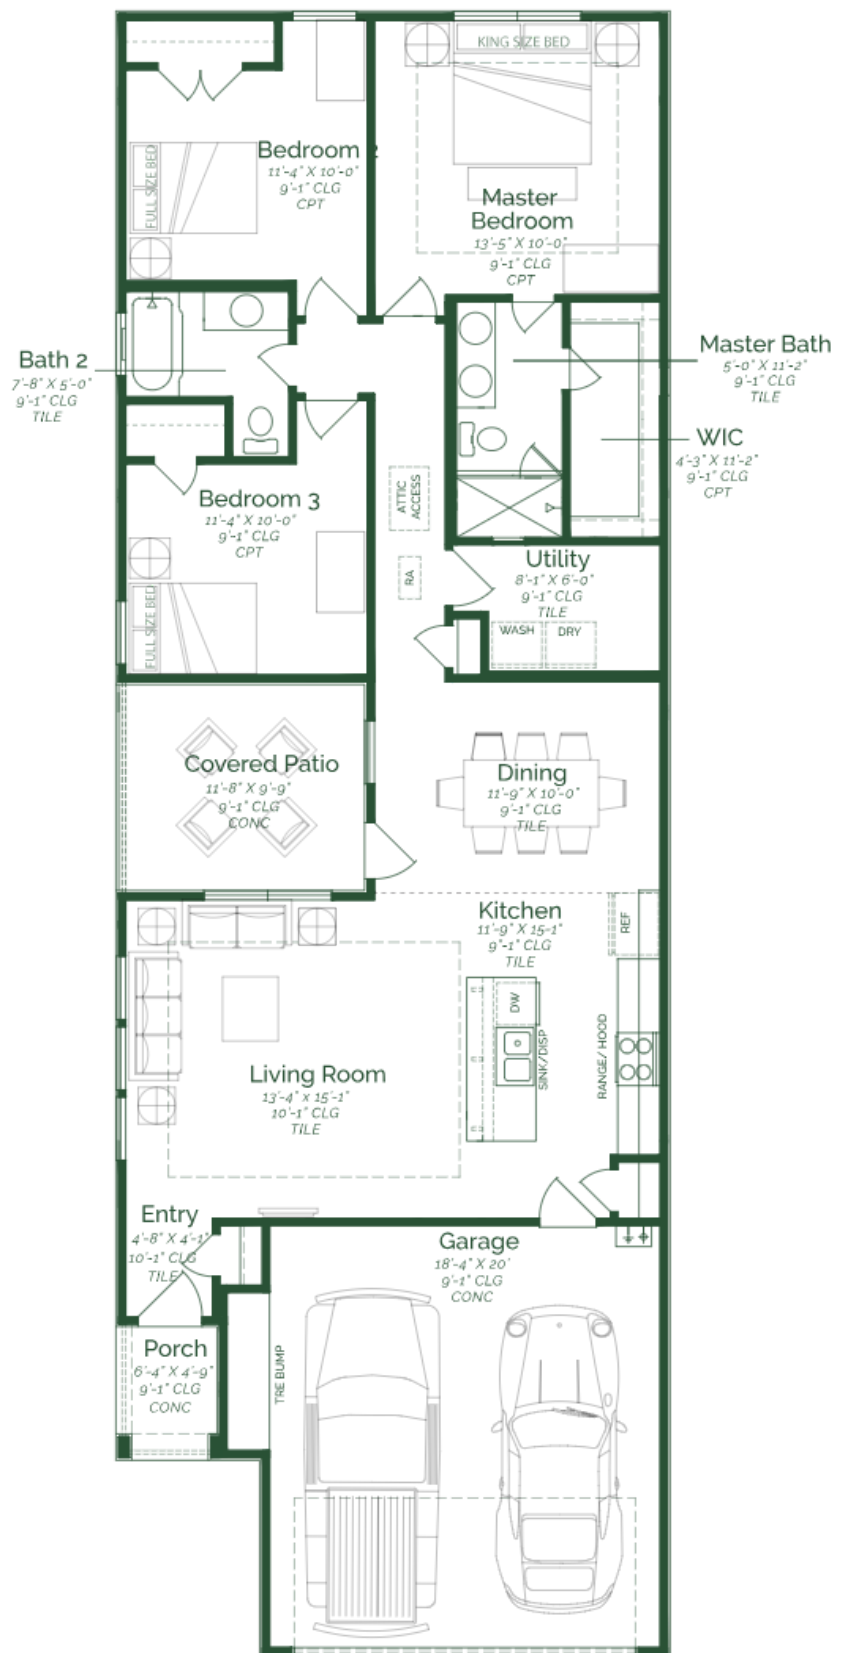 KING SIZE BED
Bedroom 2
11'-4" X 10'-0"
9'-1" CLG
CPT
FULL SIZE BED
Master
Bedroom
13'-5" X 10'-0"
9'-1" CLG
CPT
Bath 2
7'-8" X 5'-0"
9'-1" CLG
TILE
Master Bath
5'-0" X 11'-2"
9'-1" CLG
TILE
WIC
4'-3" X 11'-2"
9'-1" CLG
CPT
Bedroom 3
11'-4" X 10'-0"
9'-1" CLG
CPT
FULL SIZE BED
ATTIC
ACCESS
RA
Utility
8'-1" X 6'-0"
9'-1" CLG
TILE
WASH
DRY
Covered Patio
11'-8" X 9'-9"
9'-1" CLG
CONC
Dining
11'-9" X 10'-0"
9'-1" CLG
TILE
Kitchen
11'-9" X 15'-1"
9"-1" CLG
TILE
REF
DW
SINK/DISP
RANGE/ HOOD
Living Room
13'-4" x 15'-1"
10'-1" CLG
TILE
Entry
4'-8" X 4'-1"
10'-1" CLG
TILE
Garage
18'-4" X 20'
9'-1" CLG
CONC
Porch
6'-4" X 4'-9"
9'-1" CLG
CONC
TRE BUMP